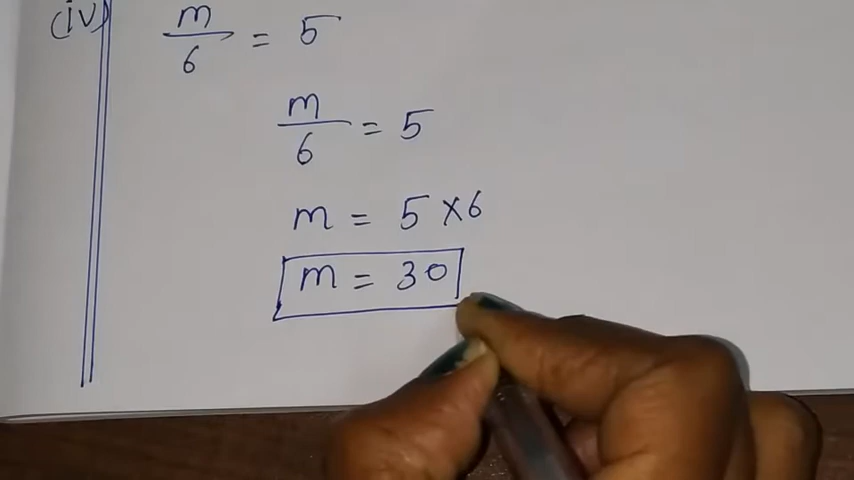 (iv) m/6 = 5
m/6 = 5
m = 5 × 6
m = 30